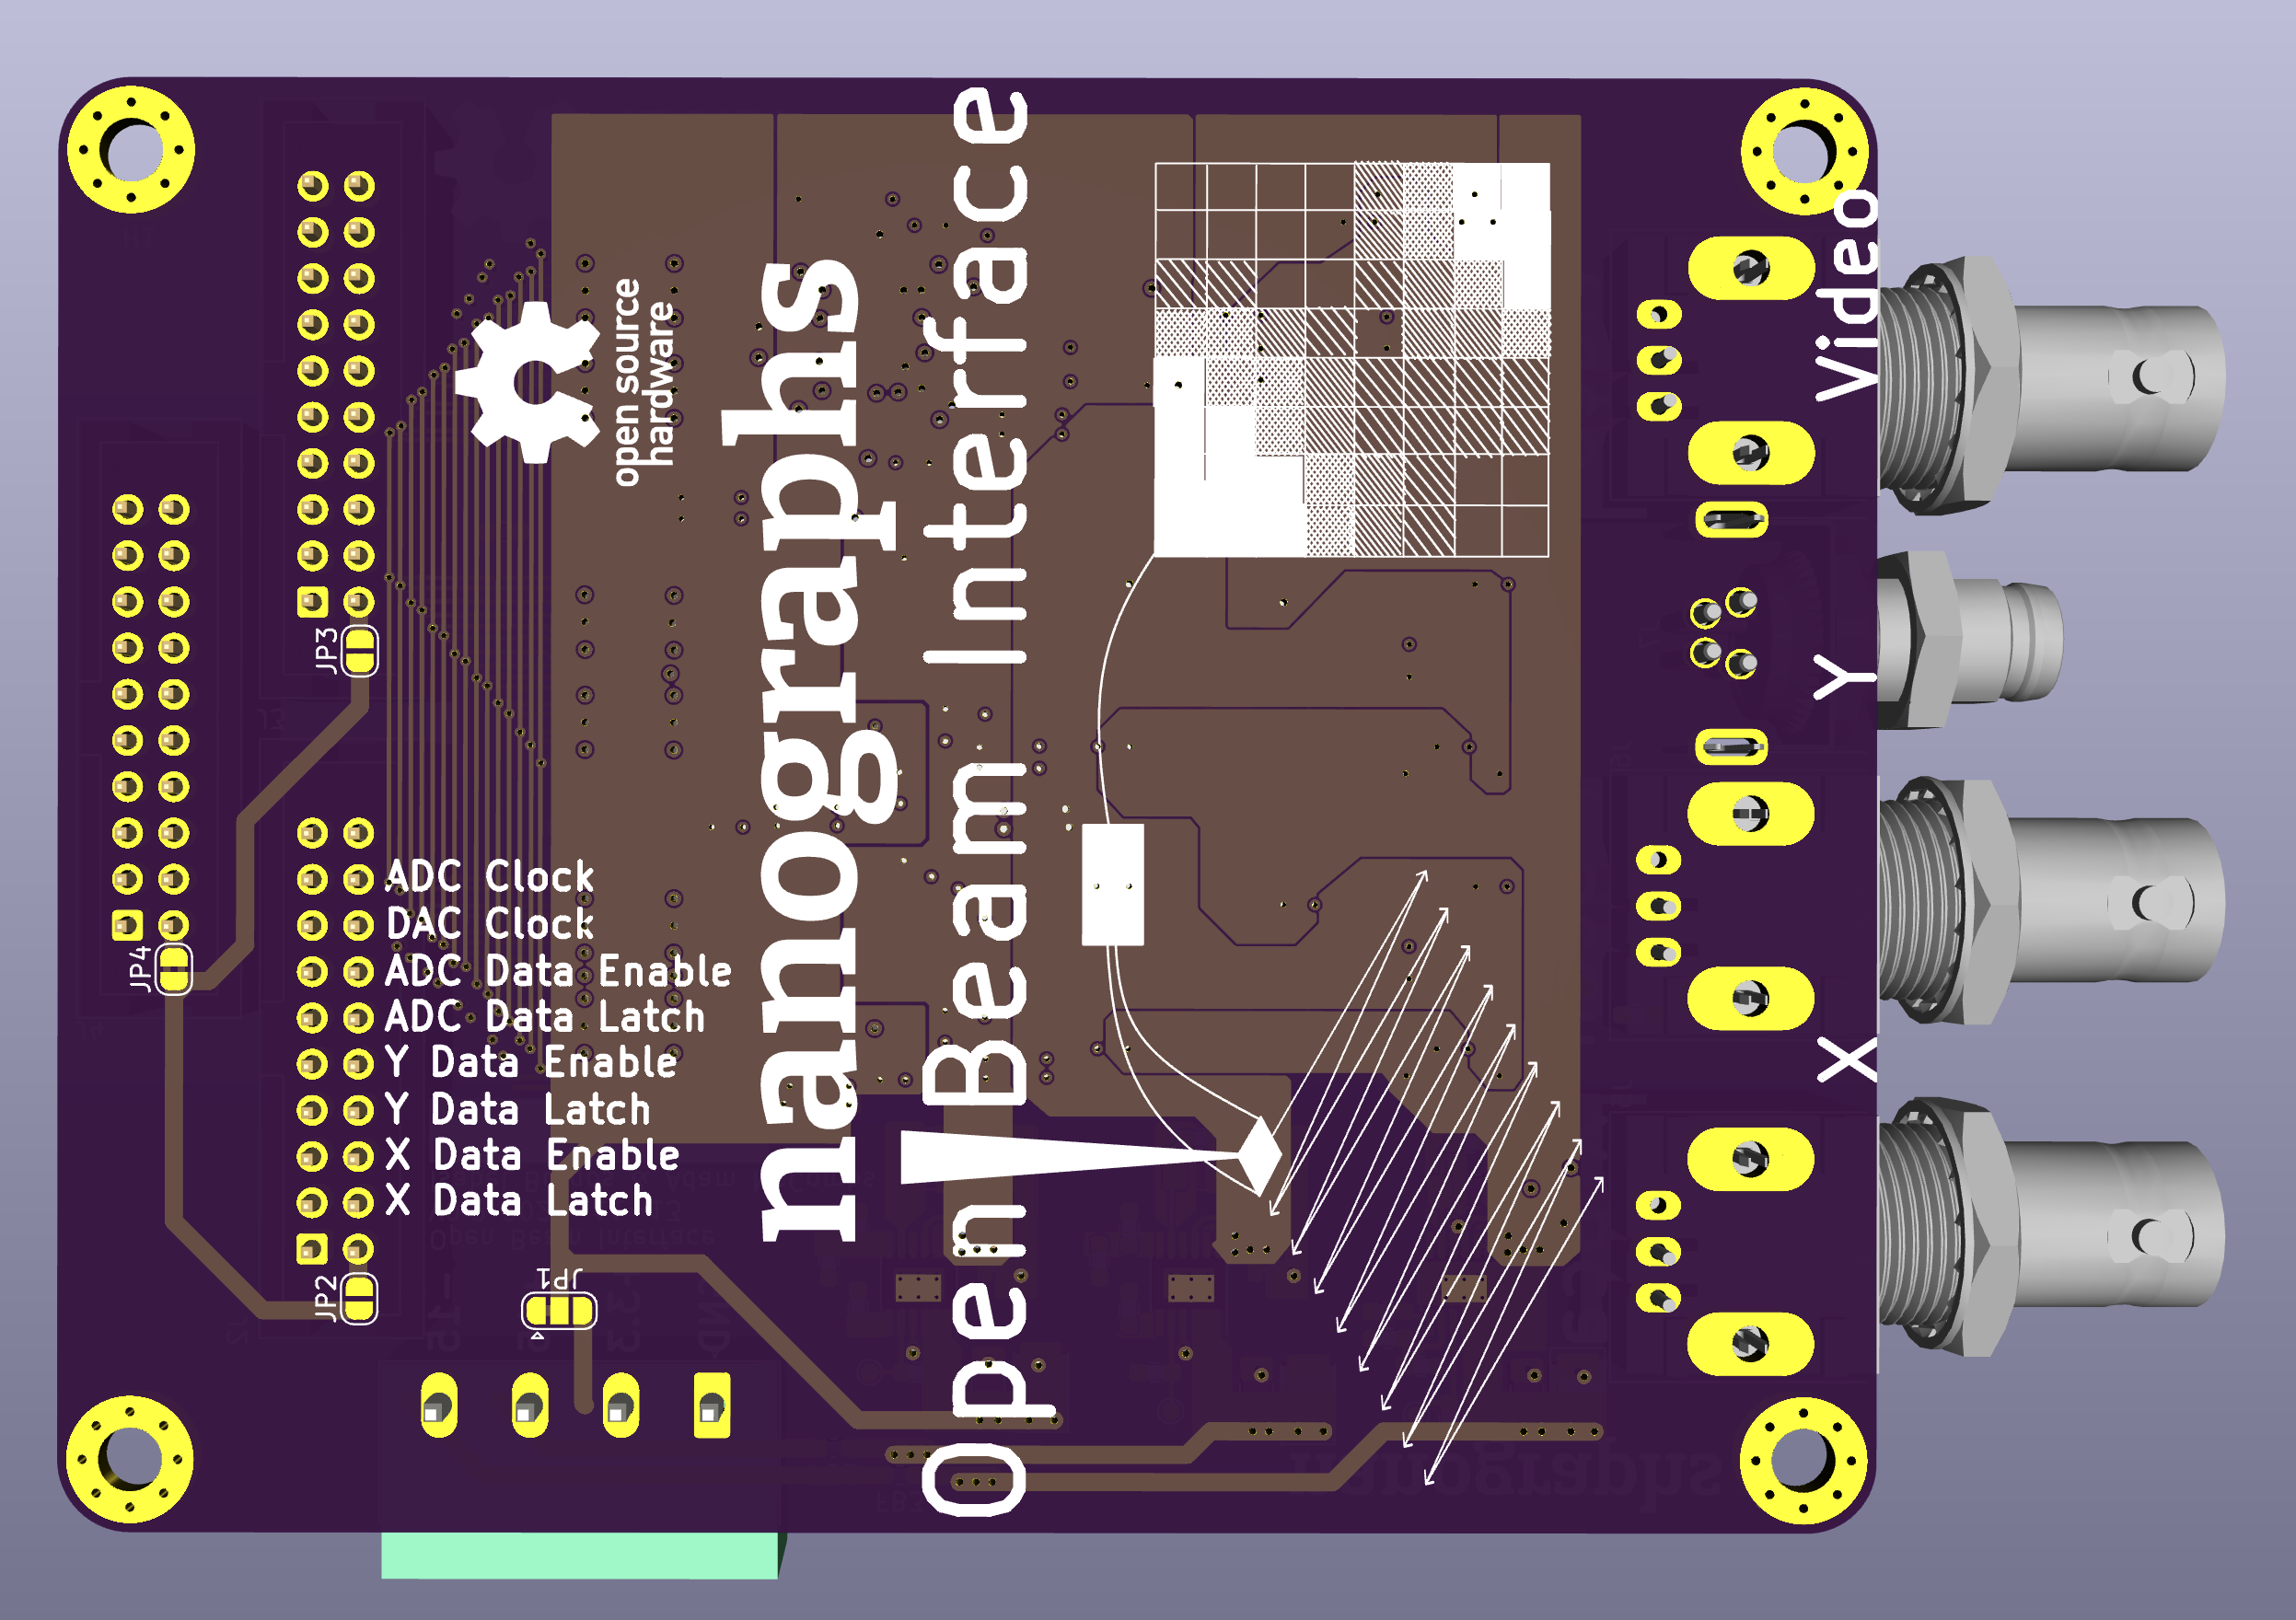 open source
hardware
nanographs
Open Beam Interface
Video
Y
X
JP3
JP4
ADC Clock
DAC Clock
ADC Data Enable
ADC Data Latch
Y Data Enable
Y Data Latch
X Data Enable
X Data Latch
JP2
JP1